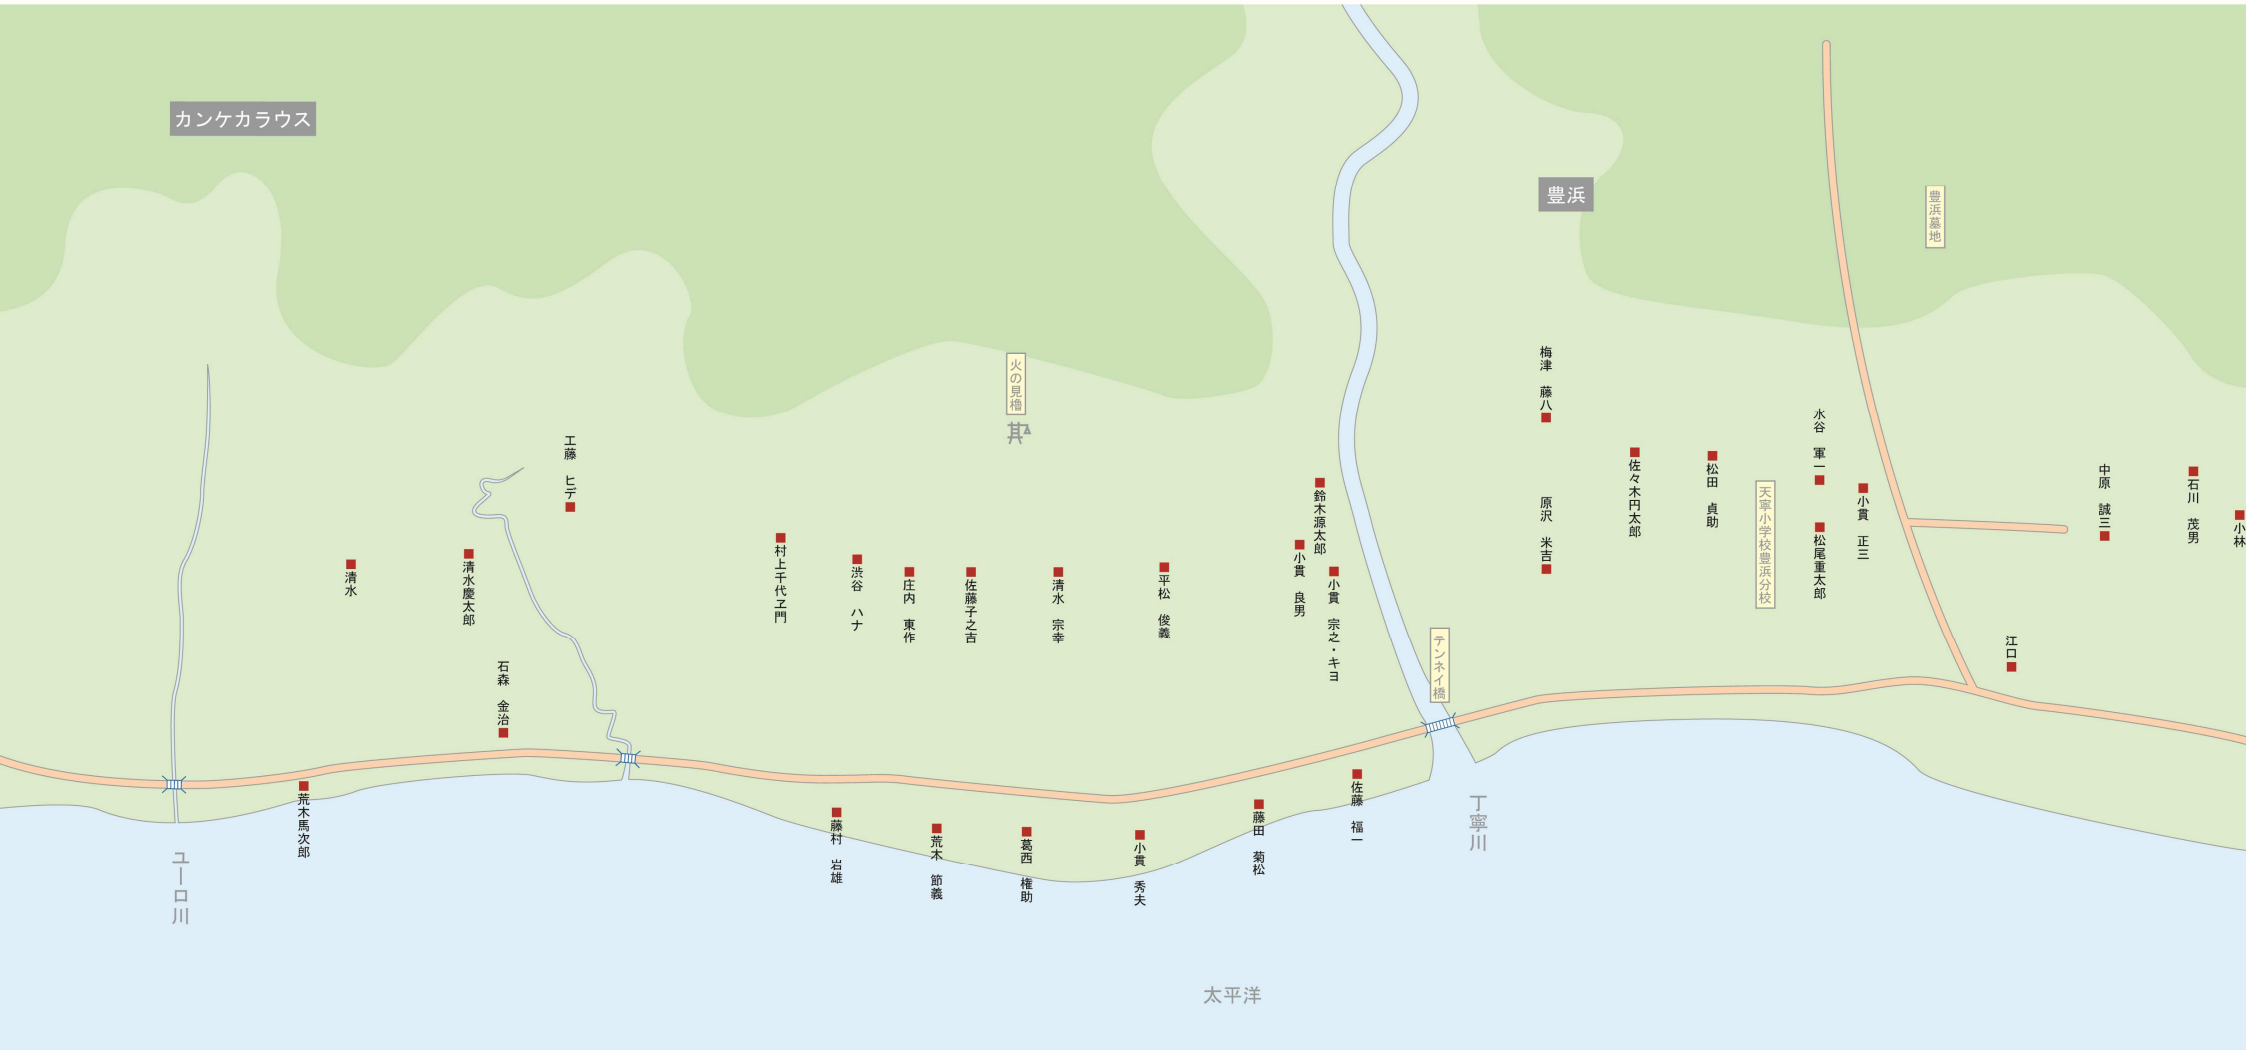 カンケカラウス
豊浜
豊浜墓地
火の見櫓
梅津 藤八
水谷 軍一
工藤 ヒデ
佐々木円太郎
松田 貞助
中原 誠三
石川 茂男
小林
小貫 正三
天寧小学校豊浜分校
鈴木源太郎
原沢 米吉
松尾重太郎
清水
清水慶太郎
村上千代ヱ門
渋谷 ハナ
庄内 東作
佐藤子之吉
清水 宗幸
平松 俊義
小貫 良男
小貫 宗之・キヨ
テンネイ橋
江口
石森 金治
荒木馬次郎
藤村 岩雄
荒木 節義
葛西 権助
小貫 秀夫
藤田 菊松
佐藤 福一
丁寧川
ユーロ川
太平洋